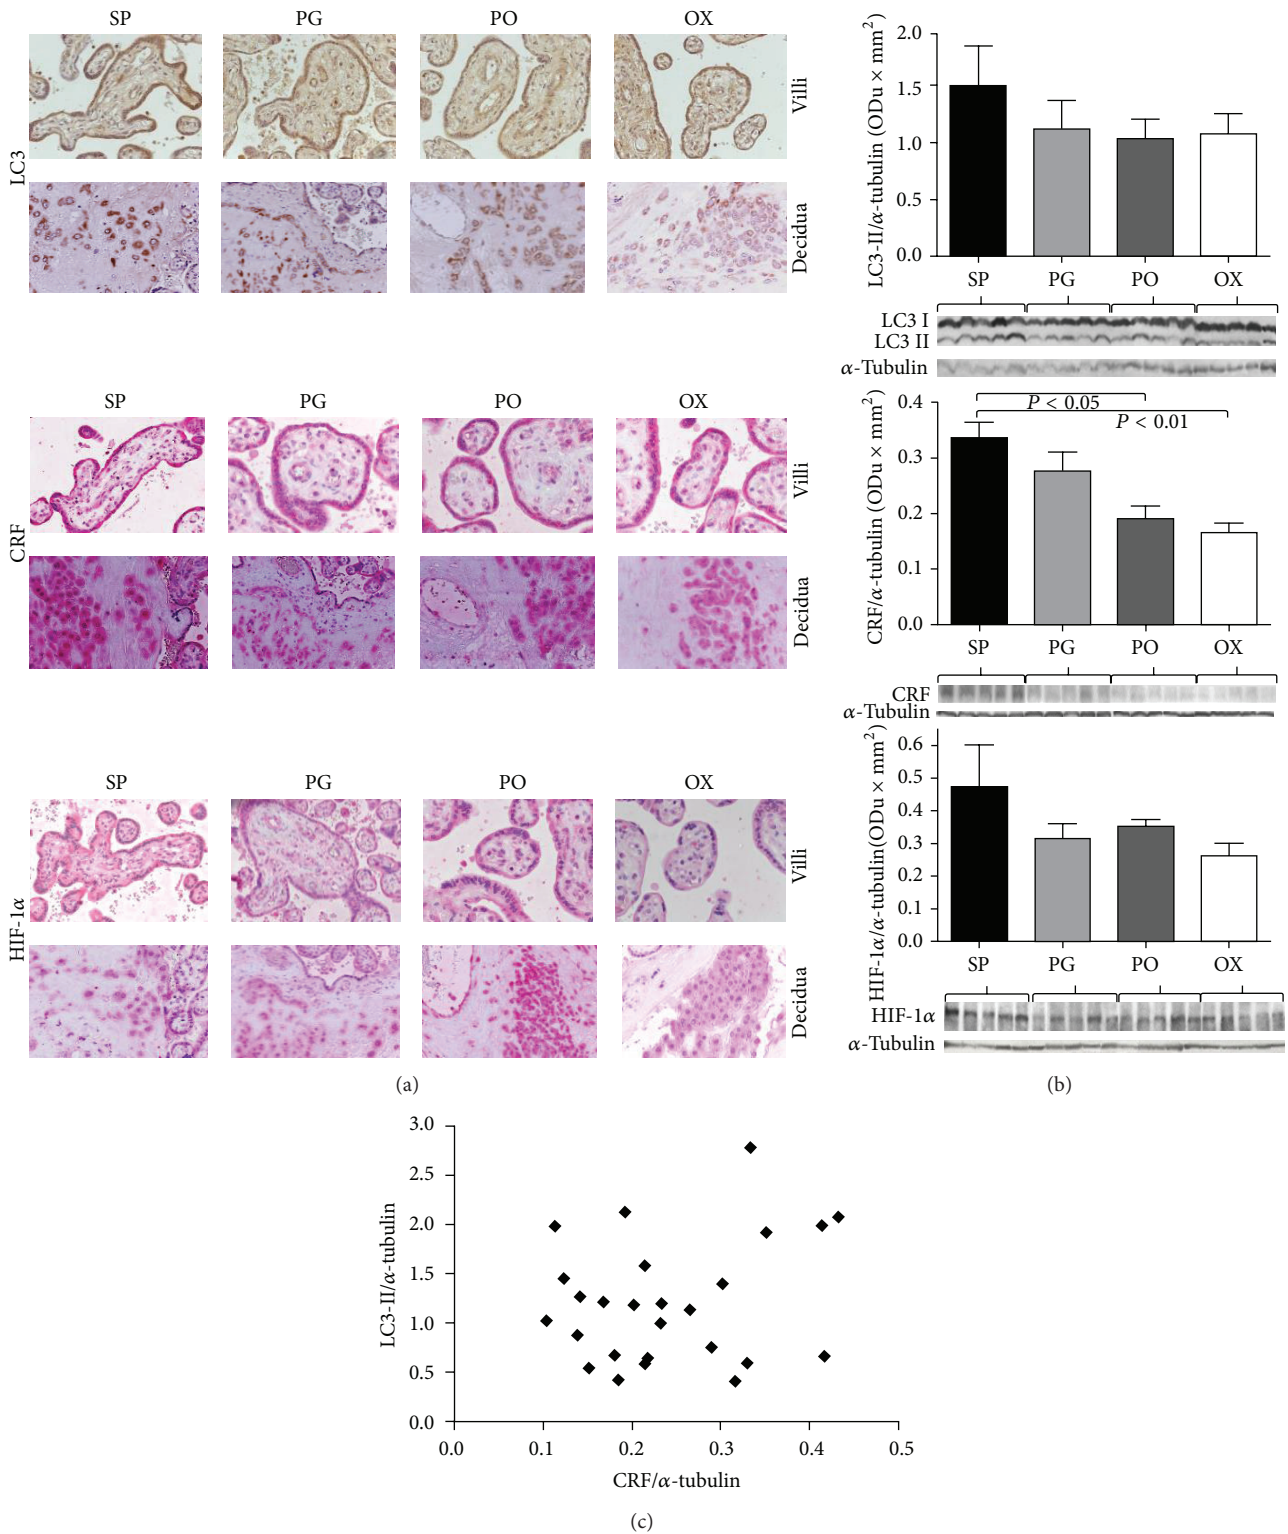 SP PG PO OX
LC3
Villi
Decidua
SP PG PO OX
CRF
Villi
Decidua
SP PG PO OX
HIF-1α
Villi
Decidua
(a)
LC3-II/α-tubulin (ODu × mm²)
2.0
1.5
1.0
0.5
0.0
SP PG PO OX
LC3 I
LC3 II
α-Tubulin
CRF/α-tubulin (ODu × mm²)
0.4
0.3
0.2
0.1
0.0
P < 0.05
P < 0.01
SP PG PO OX
CRF
α-Tubulin
HIF-1α/α-tubulin(ODu × mm²)
0.6
0.5
0.4
0.3
0.2
0.1
0.0
SP PG PO OX
HIF-1α
α-Tubulin
(b)
LC3-II/α-tubulin
3.0
2.5
2.0
1.5
1.0
0.5
0.0
0.0 0.1 0.2 0.3 0.4 0.5
CRF/α-tubulin
(c)